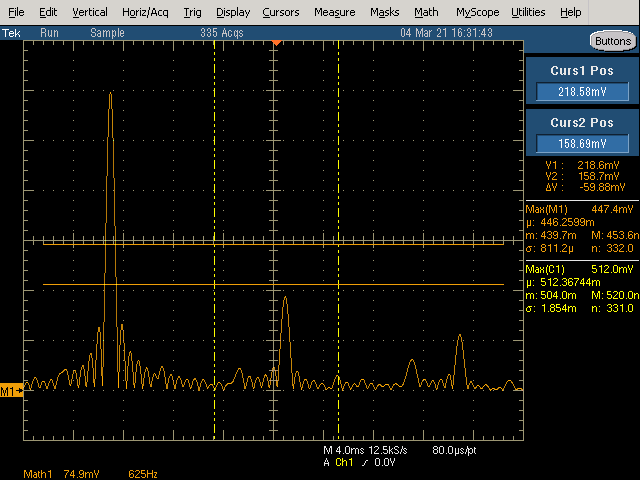 File Edit Vertical Horiz/Acq Trig Display Cursors Measure Masks Math MyScope Utilities Help
Tek Run Sample 335 Acqs 04 Mar 21 16:31:43
Buttons
Curs1 Pos
218.58mV
Curs2 Pos
158.69mV
V1: 218.6mV
V2: 158.7mV
ΔV: -59.88mV
Max(M1) 447.4mV
µ: 446.2599m
m: 439.7m M: 453.6m
σ: 811.2µ n: 332.0
Max(C1) 512.0mV
µ: 512.36744m
m: 504.0m M: 520.0m
σ: 1.854m n: 331.0
M1
M 4.0ms 12.5kS/s 80.0µs/pt
A Ch1 / 0.0V
Math1 74.9mV 625Hz